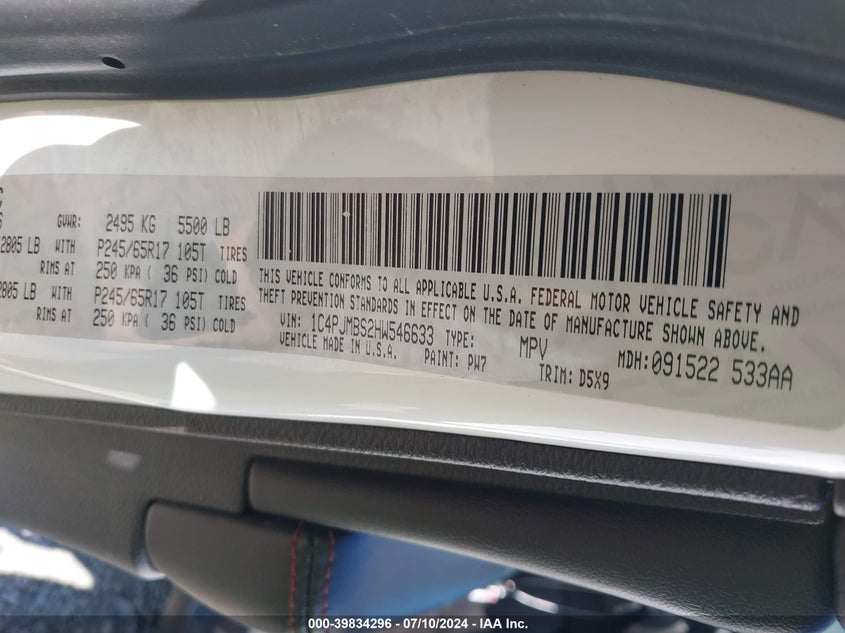 GVWR: 2495 KG 5500 LB
2805 LB WITH P245/65R17 105T TIRES
RIMS AT 250 KPA ( 36 PSI) COLD
2805 LB WITH P245/65R17 105T TIRES
RIMS AT 250 KPA ( 36 PSI) COLD
THIS VEHICLE CONFORMS TO ALL APPLICABLE U.S.A. FEDERAL MOTOR VEHICLE SAFETY AND
THEFT PREVENTION STANDARDS IN EFFECT ON THE DATE OF MANUFACTURE SHOWN ABOVE.
VIN: 1C4PJMBS2HW546633 TYPE: MPV MDH:091522 533AA
VEHICLE MADE IN U.S.A. PAINT: PW7 TRIM: D5X9
000-39834296 - 07/10/2024 - IAA Inc.